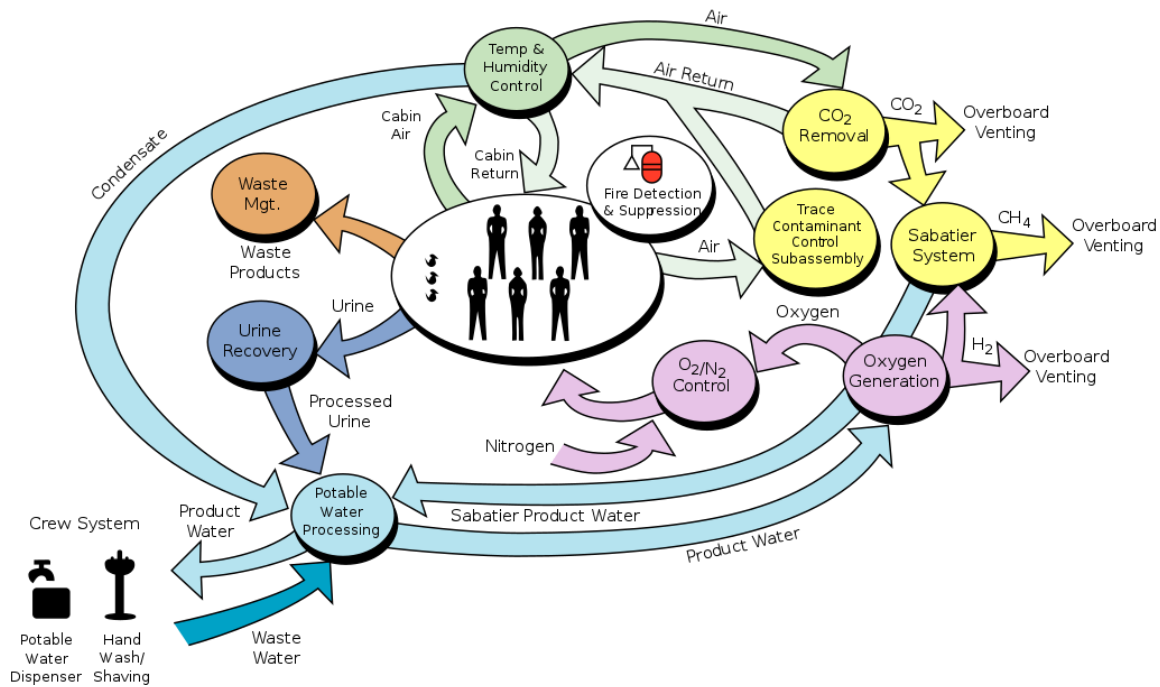 Air
Temp &
Humidity
Control
Air Return
CO2
Removal
CO2
Overboard
Venting
Cabin
Air
Cabin
Return
Condensate
Waste
Mgt.
Waste
Products
Fire Detection
& Suppression
Trace
Contaminant
Control
Subassembly
Sabatier
System
CH4
Overboard
Venting
Air
Urine
Urine
Recovery
Oxygen
O2/N2
Control
Oxygen
Generation
H2
Overboard
Venting
Processed
Urine
Nitrogen
Potable
Water
Processing
Product
Water
Sabatier Product Water
Product Water
Crew System
Potable
Water
Dispenser
Hand
Wash/
Shaving
Waste
Water